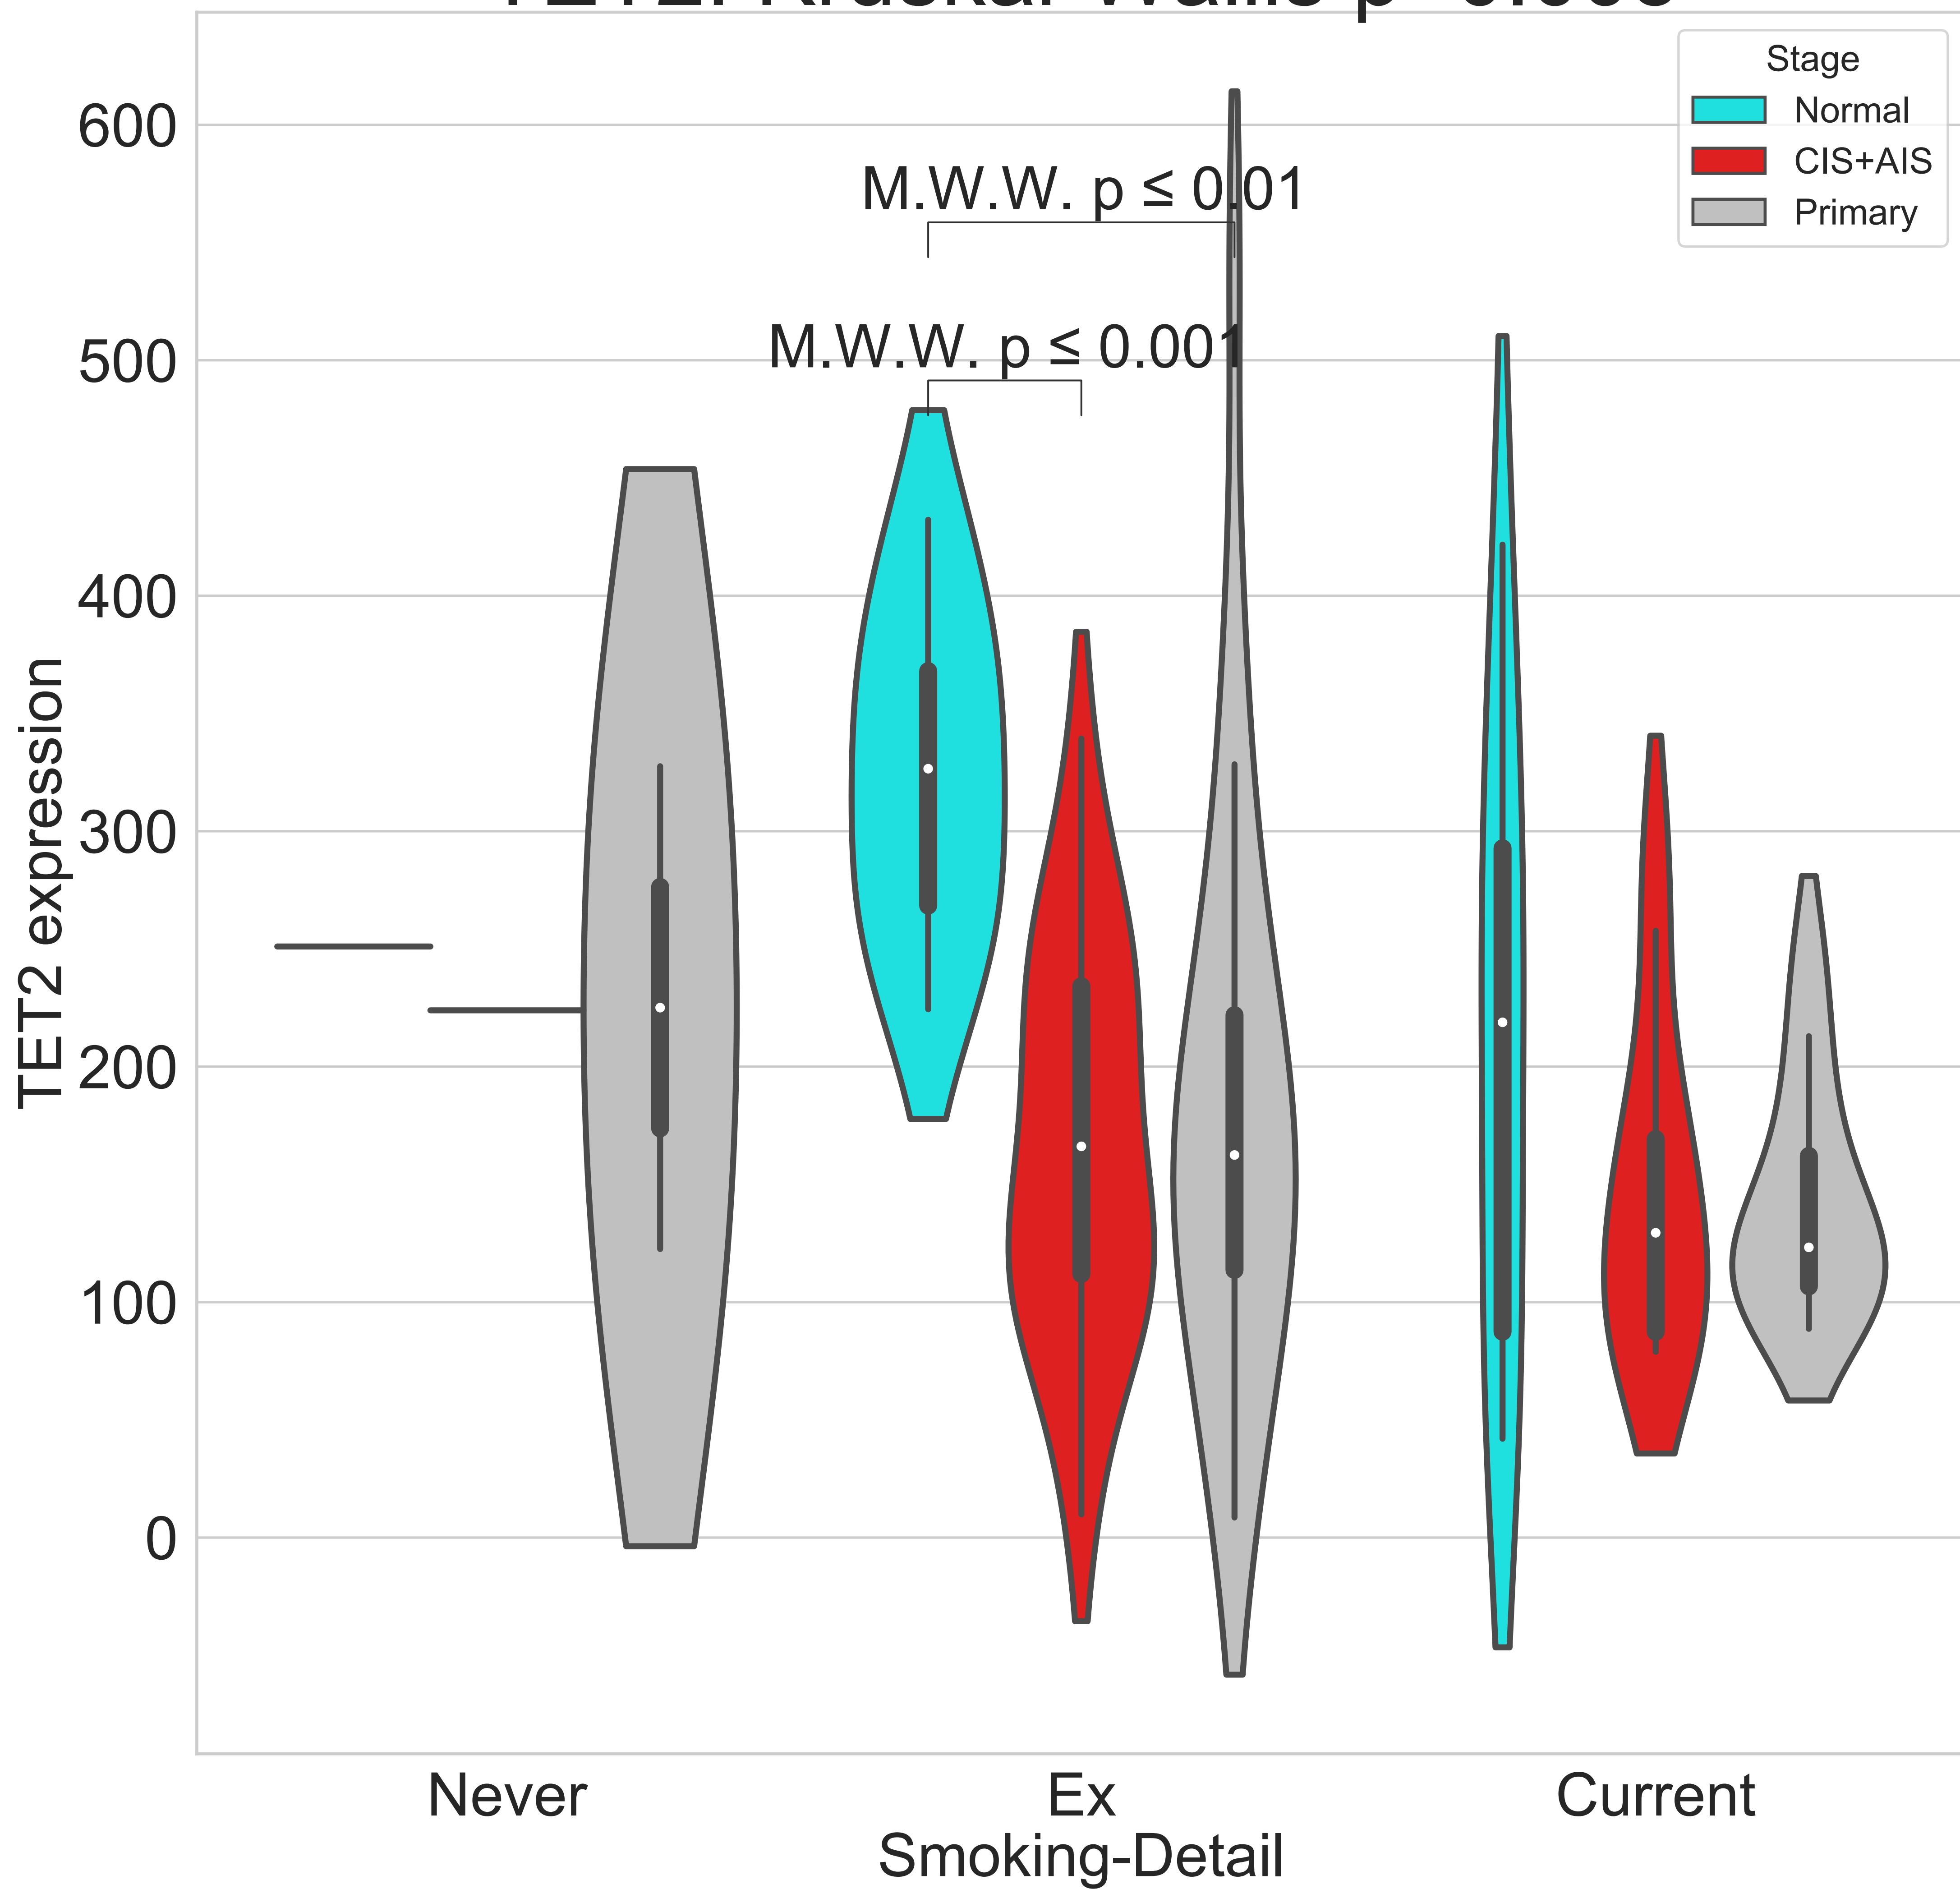 Stage
Normal
CIS+AIS
Primary
M.W.W. p ≤ 0.01
M.W.W. p ≤ 0.001
600
500
400
300
200
100
0
TET2 expression
Never
Ex
Current
Smoking-Detail